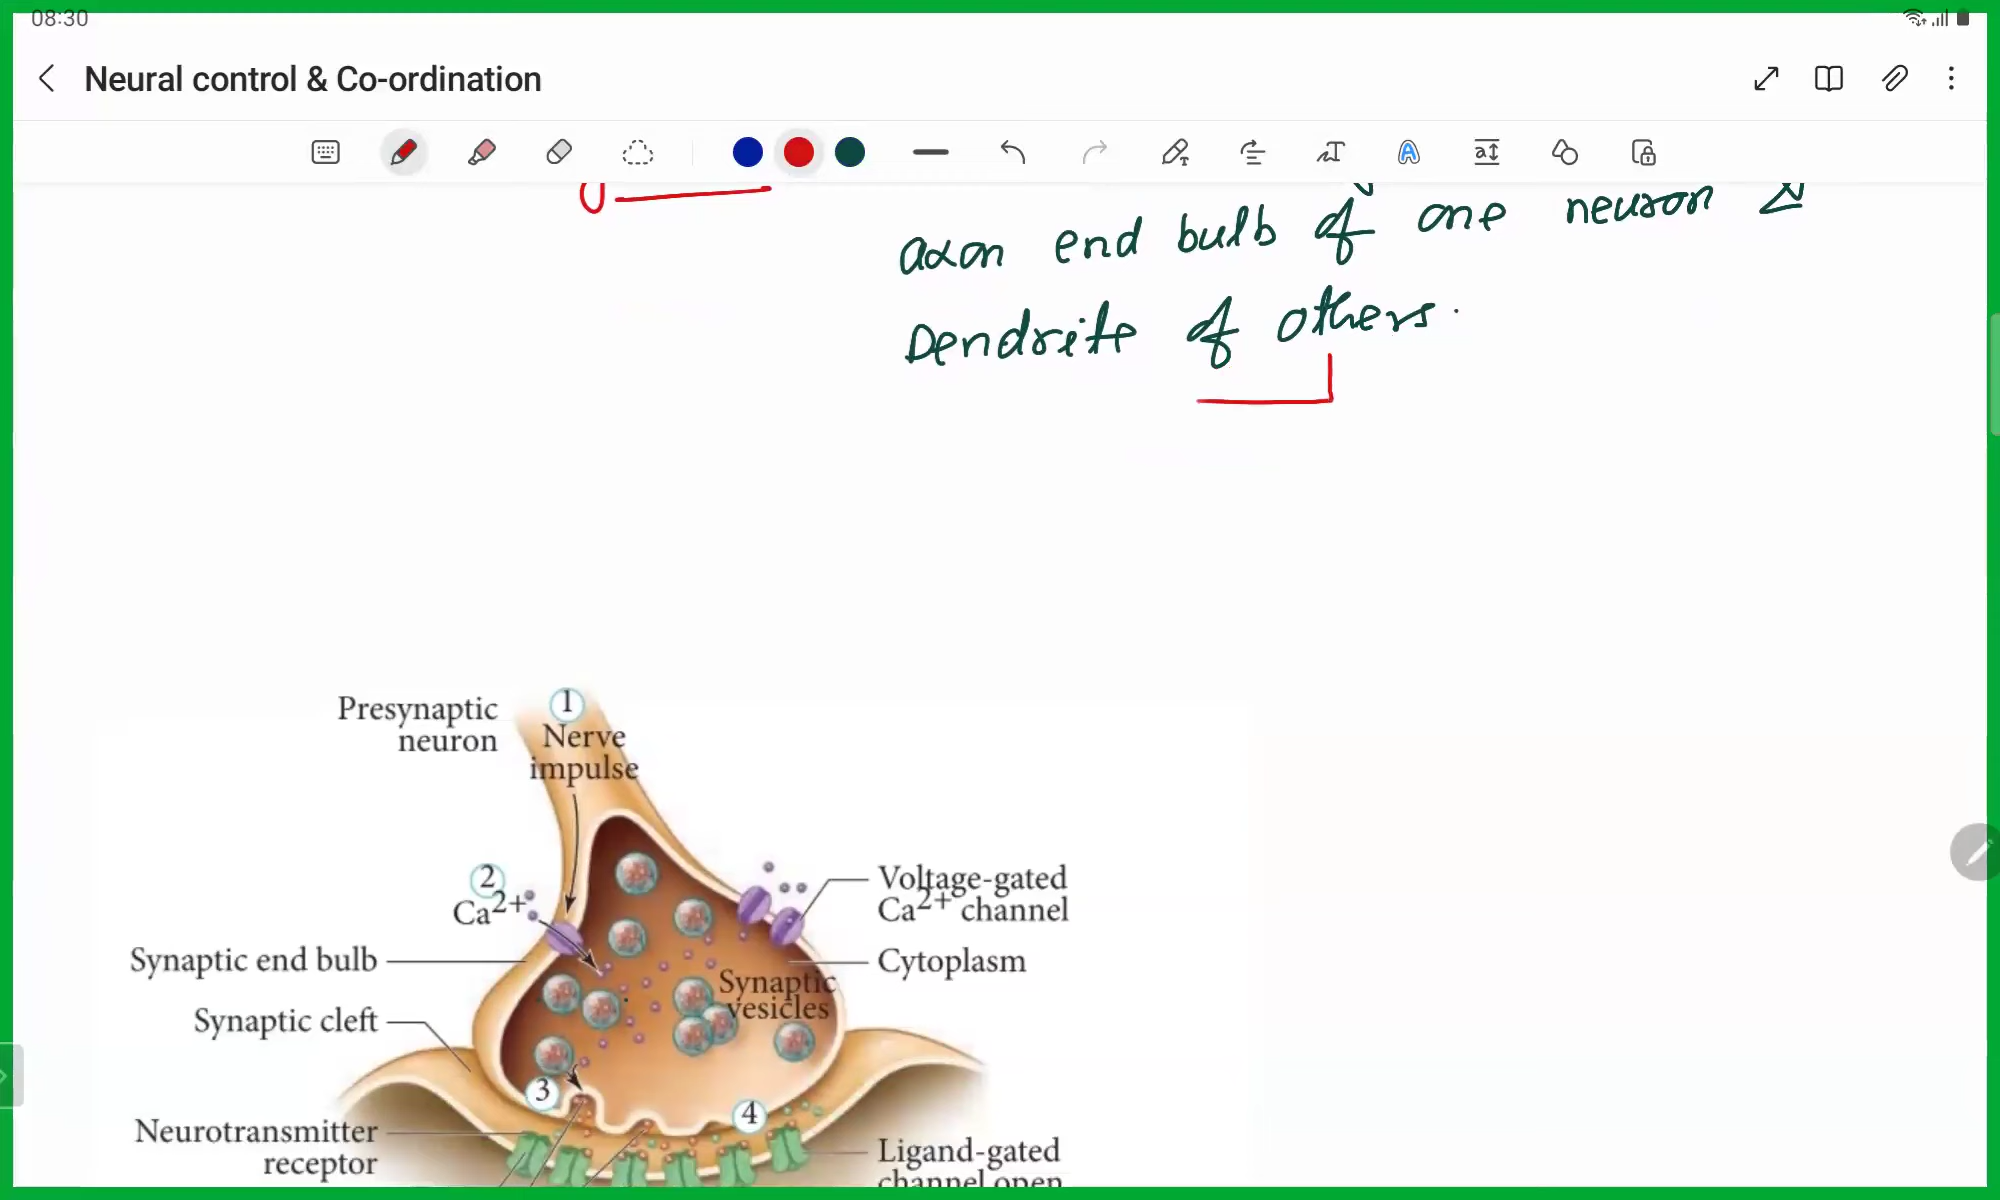 08:30
Neural control & Co-ordination
axon end bulb of one neuron &
Dendrite of others.
Presynaptic
neuron
1
Nerve
impulse
2
Ca2+
Voltage-gated
Ca2+ channel
Synaptic end bulb
Cytoplasm
Synaptic
vesicles
Synaptic cleft
3
4
Neurotransmitter
receptor
Ligand-gated
channel open